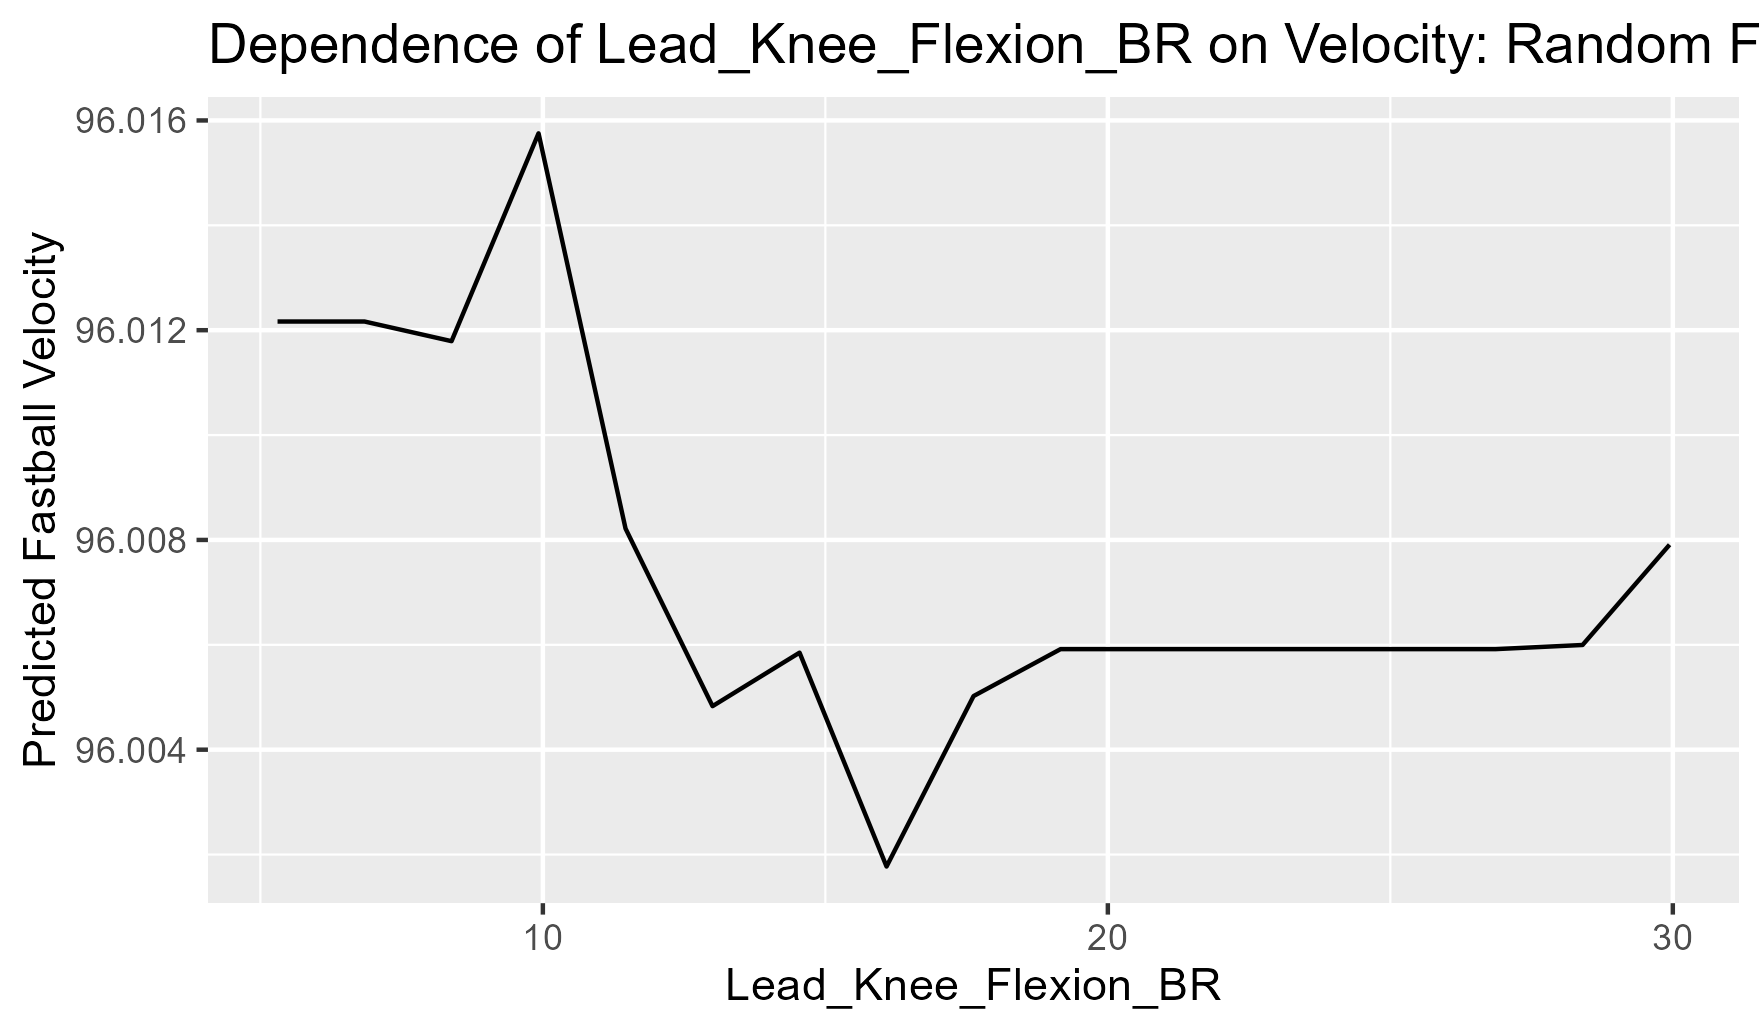 Dependence of Lead_Knee_Flexion_BR on Velocity: Random F
Predicted Fastball Velocity
96.016
96.012
96.008
96.004
10 20 30
Lead_Knee_Flexion_BR